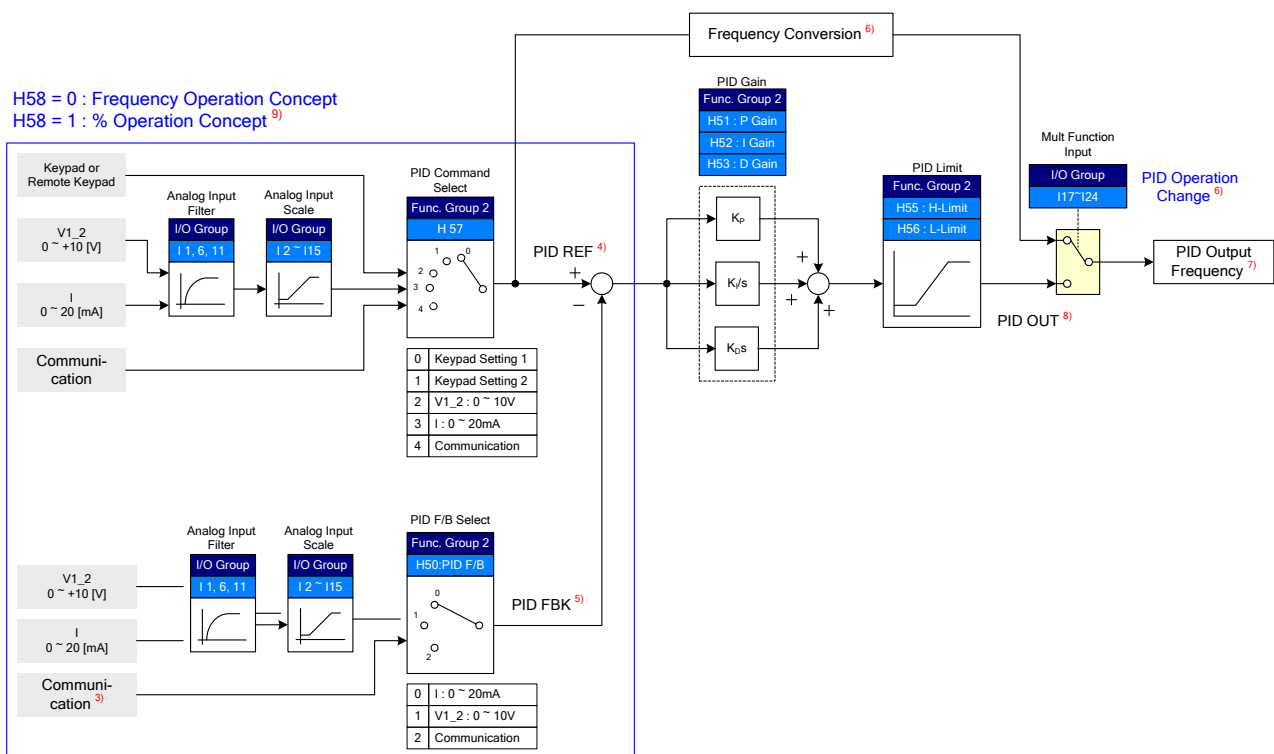 Frequency Conversion 6)
H58 = 0 : Frequency Operation Concept
H58 = 1 : % Operation Concept 9)
PID Gain
Func. Group 2
H51 : P Gain
H52 : I Gain
H53 : D Gain
Keypad or
Remote Keypad
V1_2
0 ~ +10 [V]
I
0 ~ 20 [mA]
Communi-
cation
Analog Input
Filter
I/O Group
I 1, 6, 11
Analog Input
Scale
I/O Group
I 2 ~ I15
PID Command
Select
Func. Group 2
H 57
0
1
2
3
4
0 Keypad Setting 1
1 Keypad Setting 2
2 V1_2 : 0 ~ 10V
3 I : 0 ~ 20mA
4 Communication
PID REF 4)
+
−
KP
KI/s
KDs
+
+
+
PID Limit
Func. Group 2
H55 : H-Limit
H56 : L-Limit
PID OUT 8)
Mult Function
Input
I/O Group
I17~I24
PID Operation
Change 6)
PID Output
Frequency 7)
V1_2
0 ~ +10 [V]
I
0 ~ 20 [mA]
Communi-
cation 3)
Analog Input
Filter
I/O Group
I 1, 6, 11
Analog Input
Scale
I/O Group
I 2 ~ I15
PID F/B Select
Func. Group 2
H50:PID F/B
0
1
2
PID FBK 5)
0 I : 0 ~ 20mA
1 V1_2 : 0 ~ 10V
2 Communication